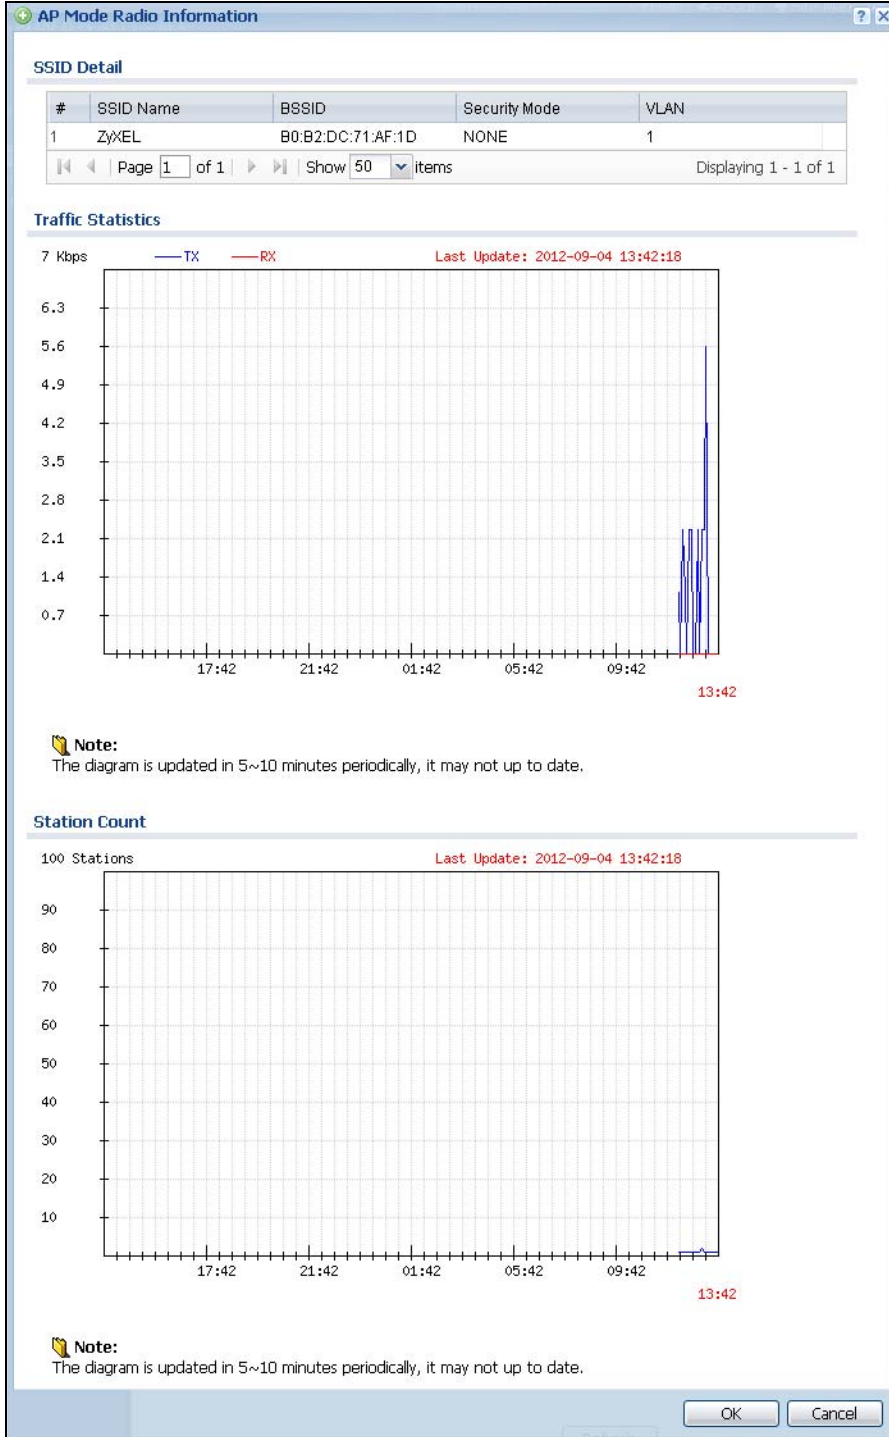 AP Mode Radio Information
SSID Detail
# SSID Name BSSID Security Mode VLAN
1 ZyXEL B0:B2:DC:71:AF:1D NONE 1
Page 1 of 1 Show 50 items Displaying 1 - 1 of 1
Traffic Statistics
7 Kbps TX RX Last Update: 2012-09-04 13:42:18
6.3
5.6
4.9
4.2
3.5
2.8
2.1
1.4
0.7
17:42 21:42 01:42 05:42 09:42
13:42
Note:
The diagram is updated in 5~10 minutes periodically, it may not up to date.
Station Count
100 Stations Last Update: 2012-09-04 13:42:18
90
80
70
60
50
40
30
20
10
17:42 21:42 01:42 05:42 09:42
13:42
Note:
The diagram is updated in 5~10 minutes periodically, it may not up to date.
OK Cancel